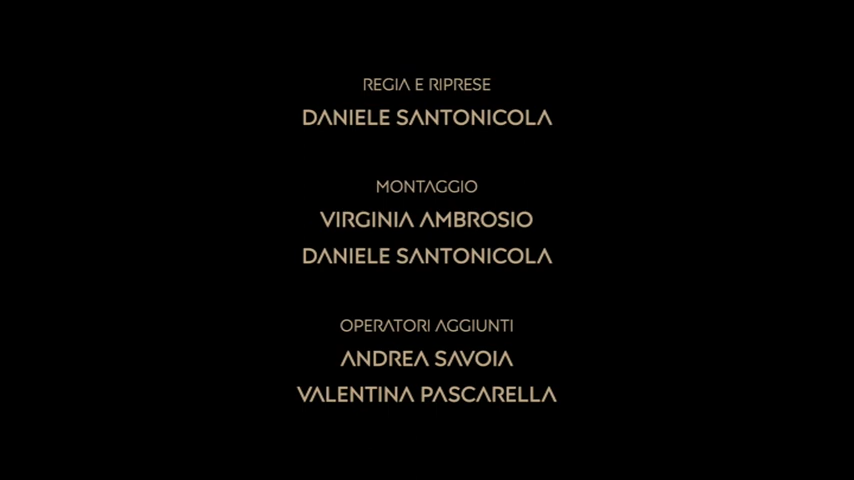 REGIA E RIPRESE
DANIELE SANTONICOLA
MONTAGGIO
VIRGINIA AMBROSIO
DANIELE SANTONICOLA
OPERATORI AGGIUNTI
ANDREA SAVOIA
VALENTINA PASCARELLA